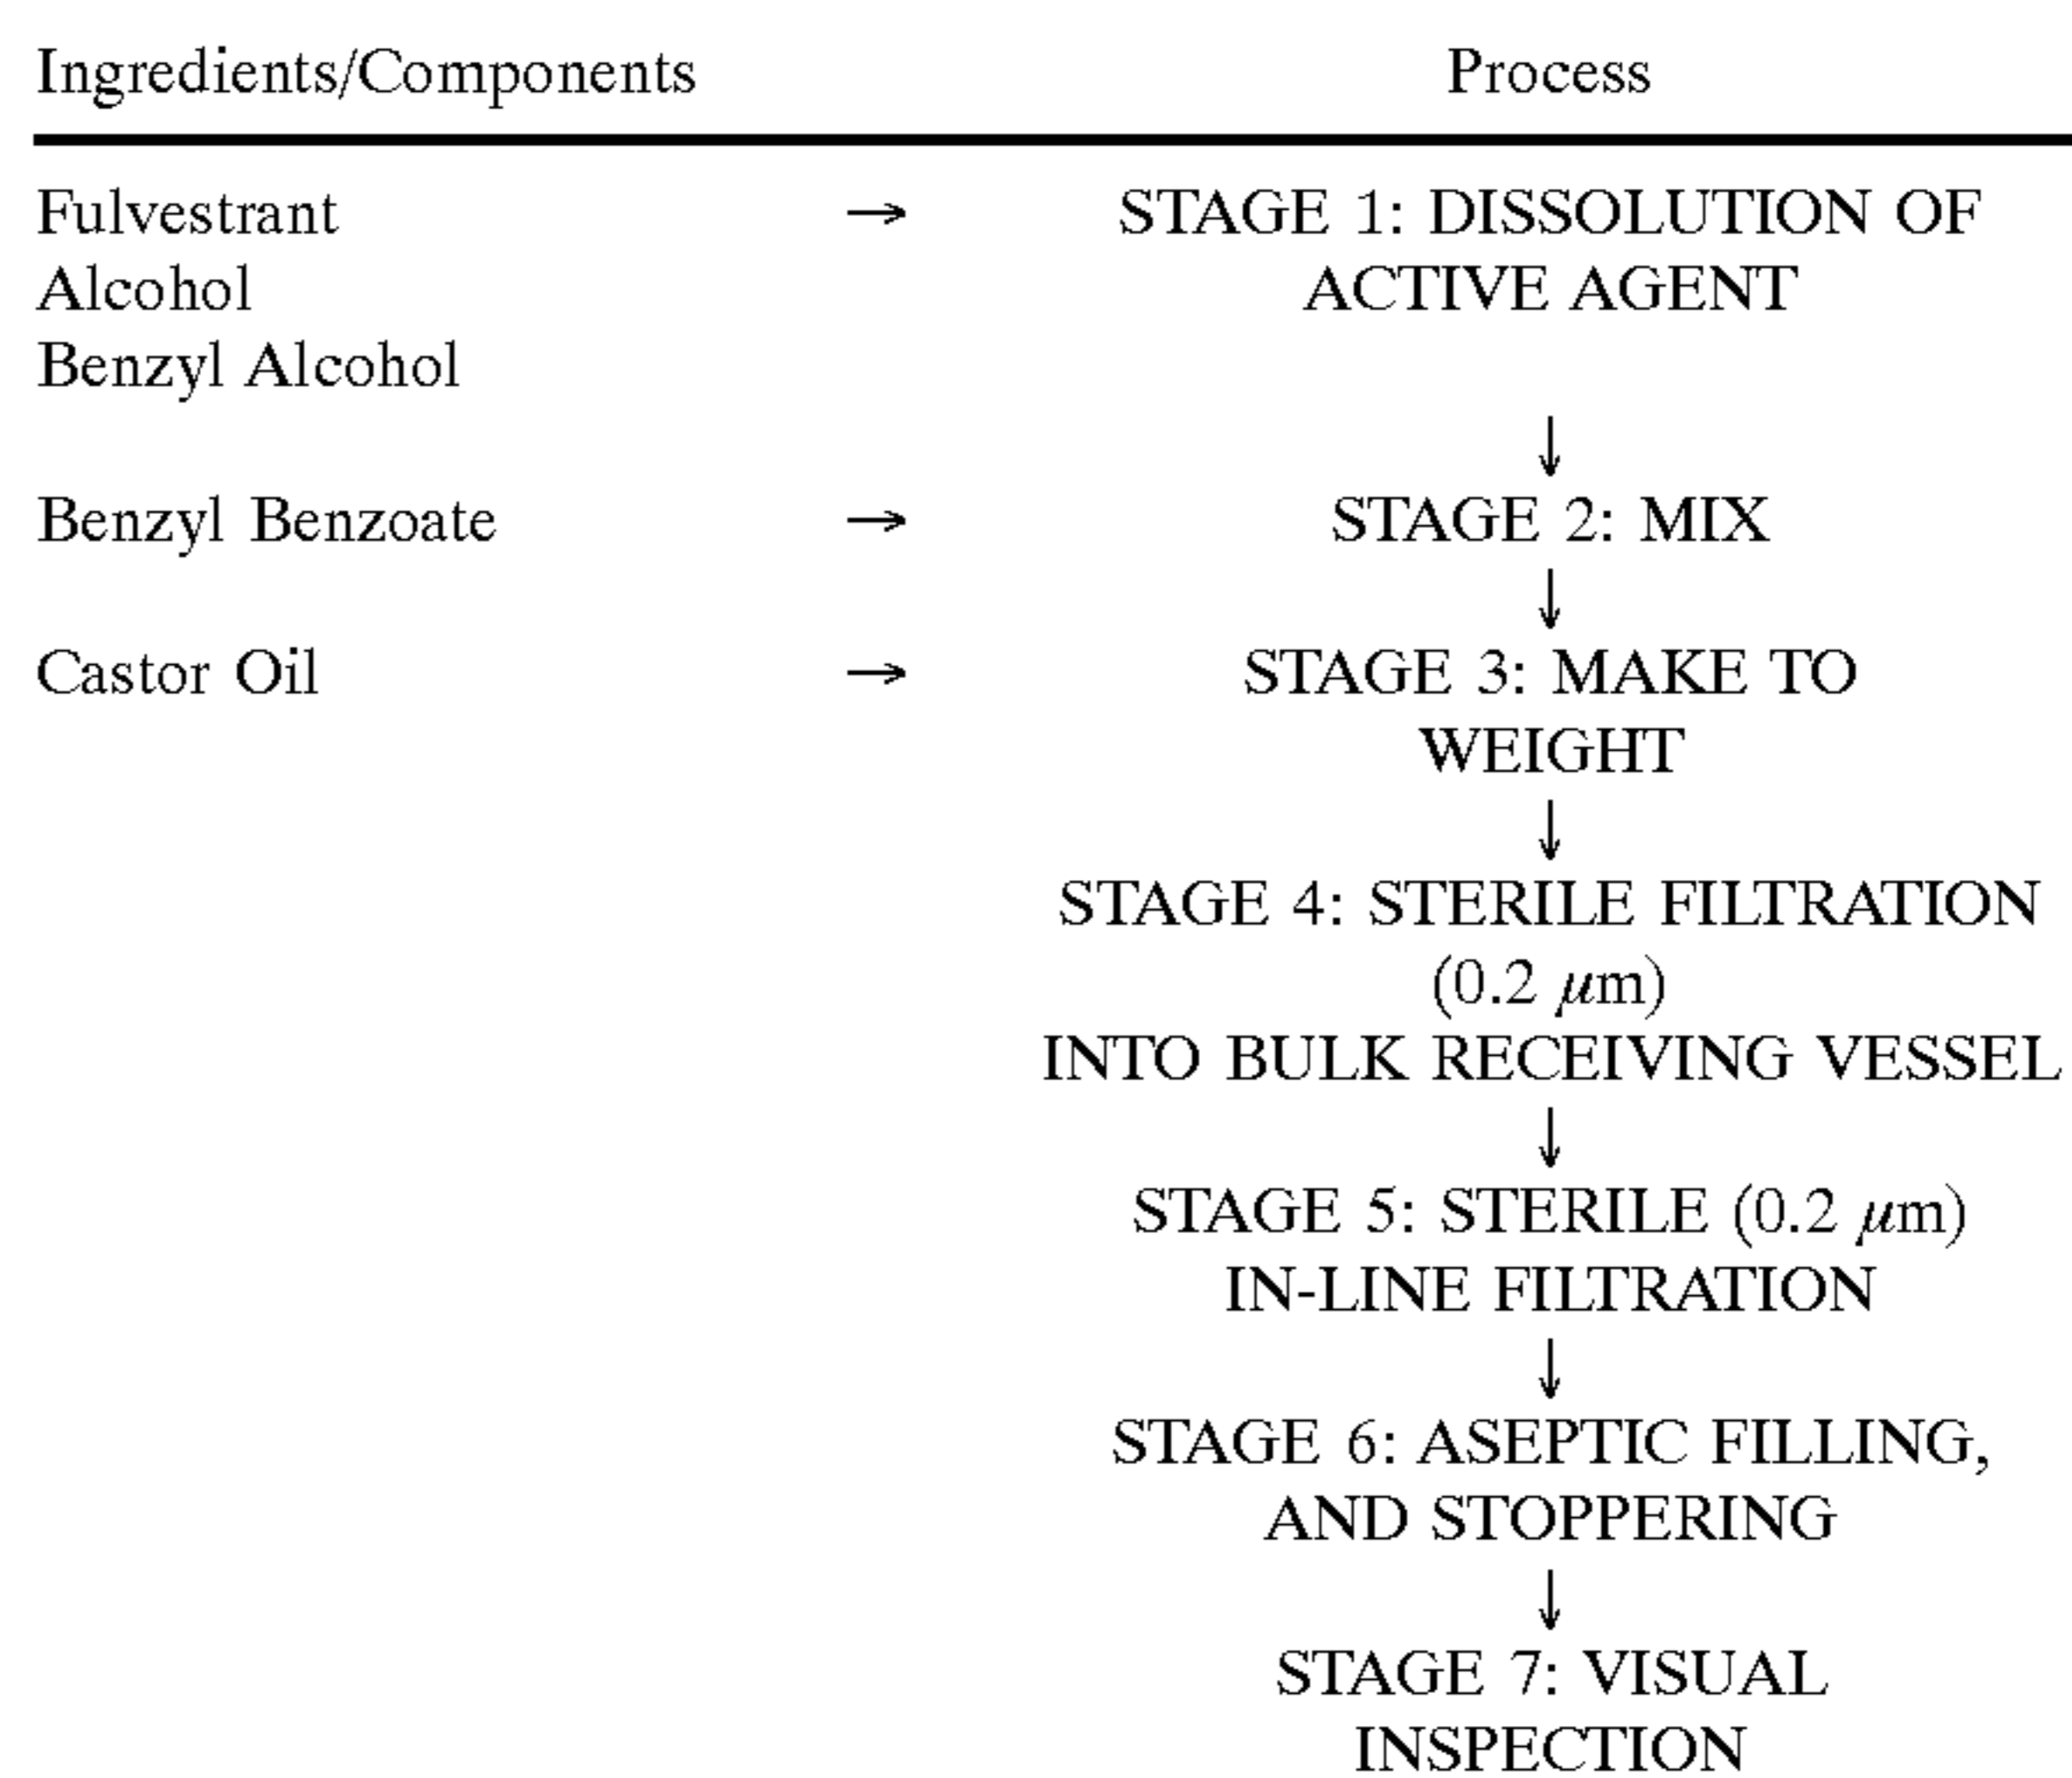 Ingredients/Components Process
Fulvestrant → STAGE 1: DISSOLUTION OF
Alcohol ACTIVE AGENT
Benzyl Alcohol
↓
Benzyl Benzoate → STAGE 2: MIX
↓
Castor Oil → STAGE 3: MAKE TO
WEIGHT
↓
STAGE 4: STERILE FILTRATION
(0.2 μm)
INTO BULK RECEIVING VESSEL
↓
STAGE 5: STERILE (0.2 μm)
IN-LINE FILTRATION
↓
STAGE 6: ASEPTIC FILLING,
AND STOPPERING
↓
STAGE 7: VISUAL
INSPECTION